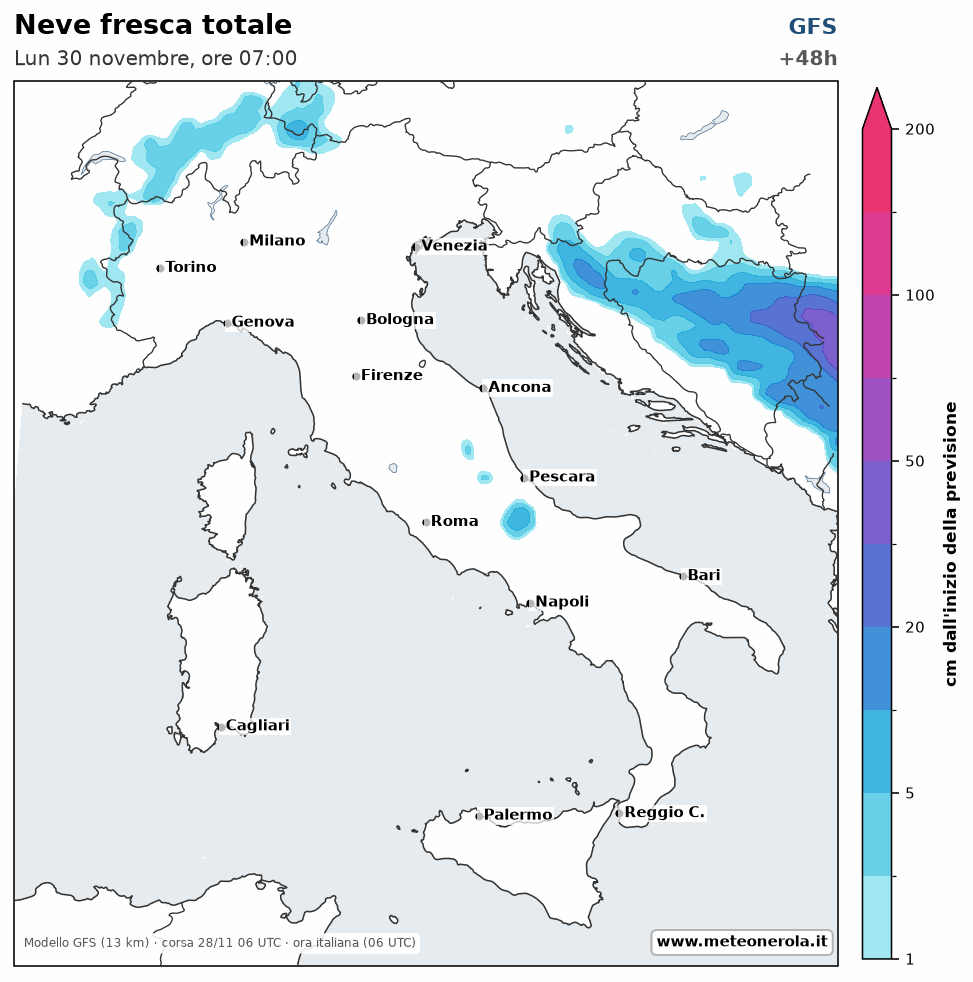 Neve fresca totale
GFS
Lun 30 novembre, ore 07:00
+48h
200
100
50
20
5
1
cm dall'inizio della previsione
Milano
Venezia
Torino
Genova
Bologna
Firenze
Ancona
Pescara
Roma
Bari
Napoli
Cagliari
Palermo
Reggio C.
Modello GFS (13 km) · corsa 28/11 06 UTC · ora italiana (06 UTC)
www.meteonerola.it